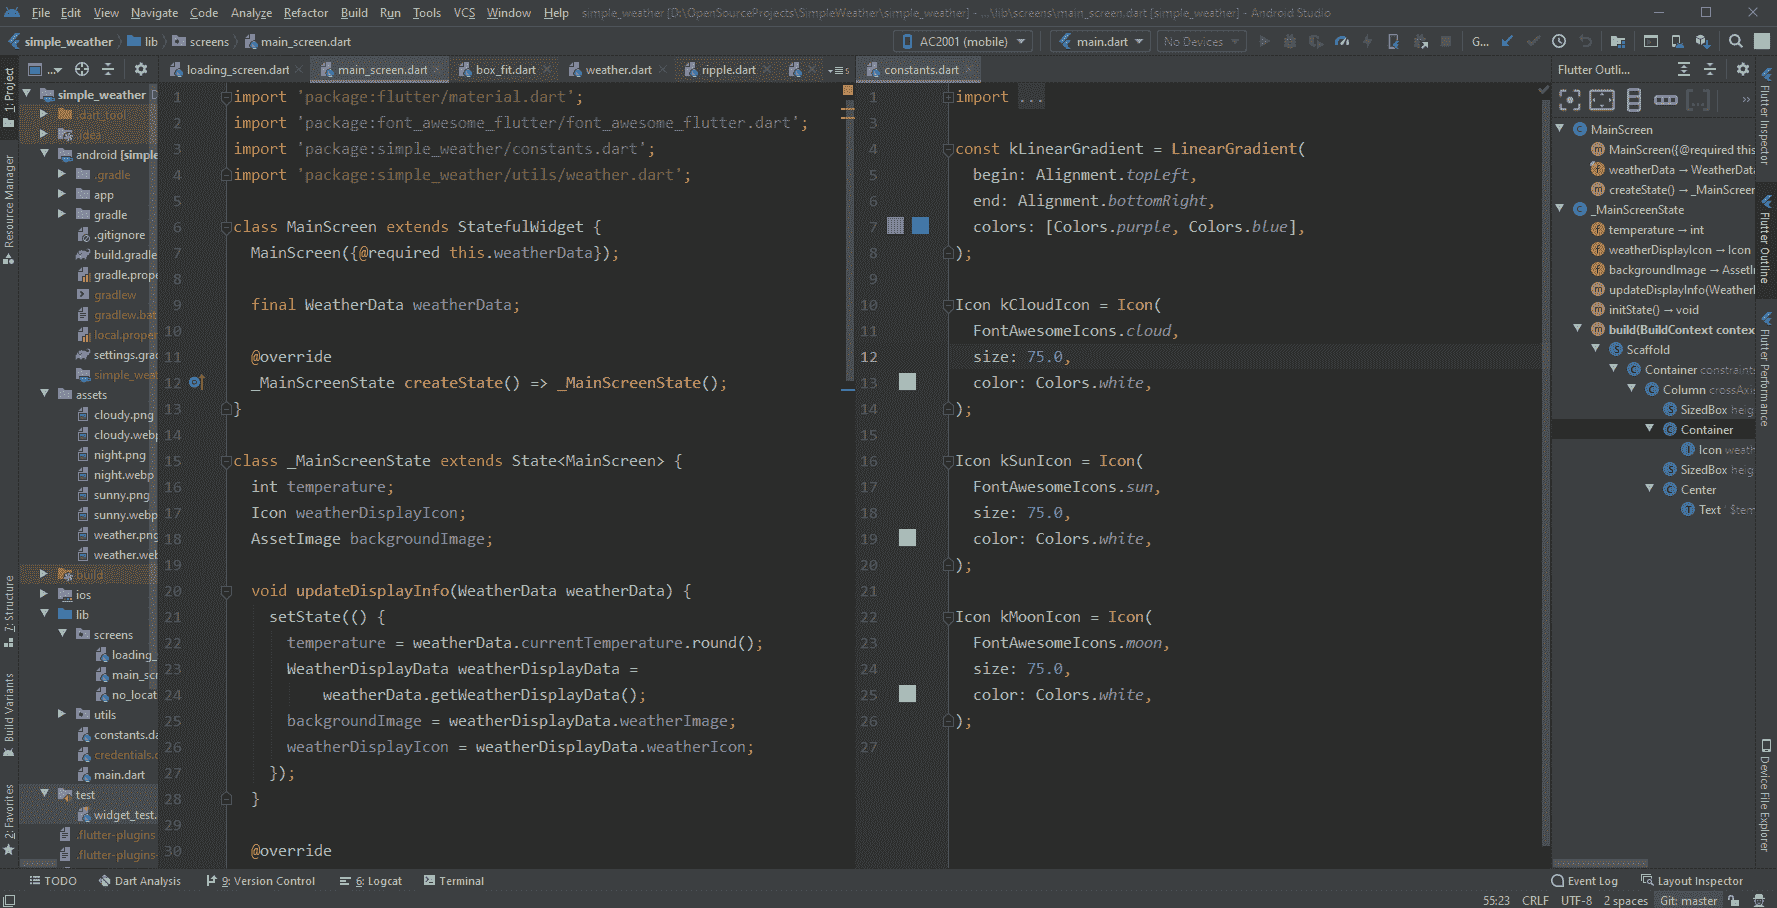 File Edit View Navigate Code Analyze Refactor Build Run Tools VCS Window Help simple_weather [D:\OpenSourceProjects\SimpleWeather\simple_weather] - ...\lib\screens\main_screen.dart [simple_weather] - Android Studio
simple_weather lib screens main_screen.dart AC2001 (mobile) main.dart No Devices G...
1: Project
Resource Manager
7: Structure
Build Variants
2: Favorites
loading_screen.dart main_screen.dart box_fit.dart weather.dart ripple.dart constants.dart
simple_weather
.dart_tool
.idea
android [simple
.gradle
app
gradle
.gitignore
build.gradle
gradle.prope
gradlew
gradlew.bat
local.proper
settings.grad
simple_wea
assets
cloudy.png
cloudy.webp
night.png
night.webp
sunny.png
sunny.webp
weather.png
weather.web
build
ios
lib
screens
loading_
main_scr
no_locat
utils
constants.da
credentials.d
main.dart
test
widget_test.
.flutter-plugins
.flutter-plugins-
1 import 'package:flutter/material.dart';
2 import 'package:font_awesome_flutter/font_awesome_flutter.dart';
3 import 'package:simple_weather/constants.dart';
4 import 'package:simple_weather/utils/weather.dart';
5
6 class MainScreen extends StatefulWidget {
7 MainScreen({@required this.weatherData});
8
9 final WeatherData weatherData;
10
11 @override
12 _MainScreenState createState() => _MainScreenState();
13 }
14
15 class _MainScreenState extends State<MainScreen> {
16 int temperature;
17 Icon weatherDisplayIcon;
18 AssetImage backgroundImage;
19
20 void updateDisplayInfo(WeatherData weatherData) {
21 setState(() {
22 temperature = weatherData.currentTemperature.round();
23 WeatherDisplayData weatherDisplayData =
24 weatherData.getWeatherDisplayData();
25 backgroundImage = weatherDisplayData.weatherImage;
26 weatherDisplayIcon = weatherDisplayData.weatherIcon;
27 });
28 }
29
30 @override
1 import ...
3
4 const kLinearGradient = LinearGradient(
5 begin: Alignment.topLeft,
6 end: Alignment.bottomRight,
7 colors: [Colors.purple, Colors.blue],
8 );
9
10 Icon kCloudIcon = Icon(
11 FontAwesomeIcons.cloud,
12 size: 75.0,
13 color: Colors.white,
14 );
15
16 Icon kSunIcon = Icon(
17 FontAwesomeIcons.sun,
18 size: 75.0,
19 color: Colors.white,
20 );
21
22 Icon kMoonIcon = Icon(
23 FontAwesomeIcons.moon,
24 size: 75.0,
25 color: Colors.white,
26 );
27
Flutter Outli...
MainScreen
MainScreen({@required this
weatherData → WeatherData
createState() → _MainScreen
_MainScreenState
temperature → int
weatherDisplayIcon → Icon
backgroundImage → AssetIm
updateDisplayInfo(Weather
initState() → void
build(BuildContext contex
Scaffold
Container constraints
Column crossAxis
SizedBox heig
Container
Icon weath
SizedBox heig
Center
Text '$tem
Flutter Inspector
Flutter Outline
Flutter Performance
Device File Explorer
TODO Dart Analysis 9: Version Control 6: Logcat Terminal Event Log Layout Inspector
55:23 CRLF UTF-8 2 spaces Git: master